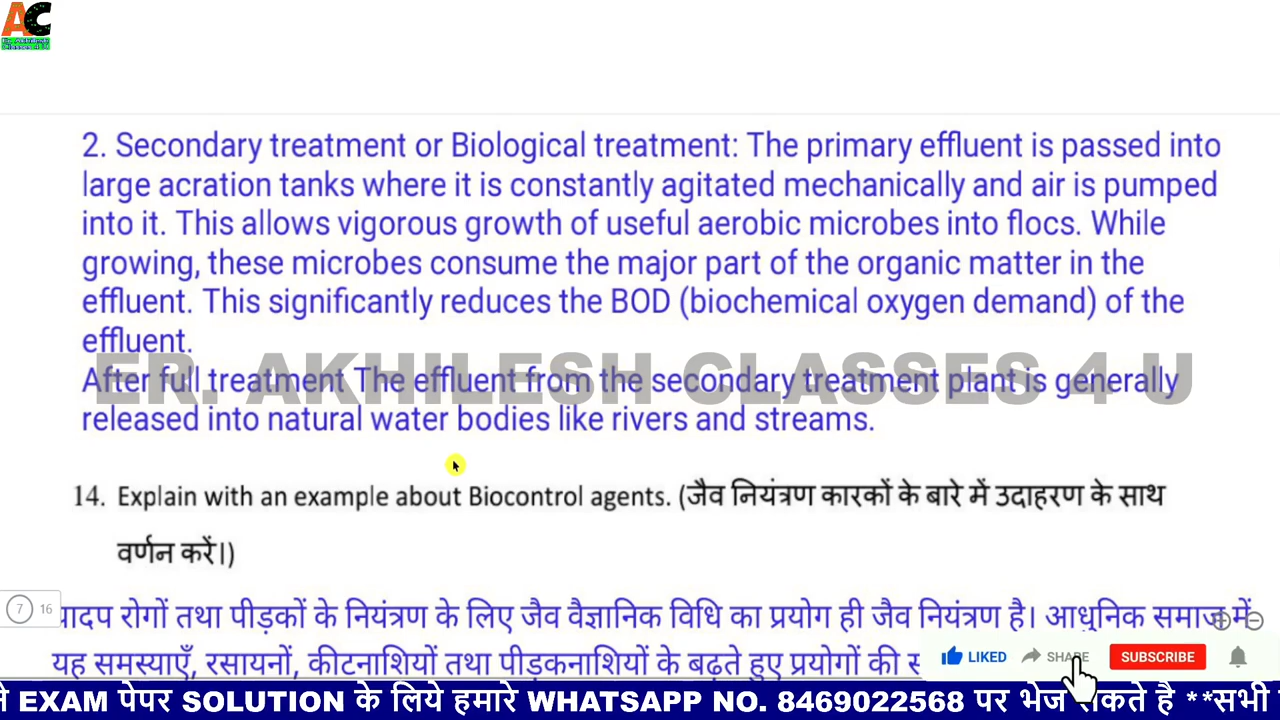 AC
2. Secondary treatment or Biological treatment: The primary effluent is passed into
large acration tanks where it is constantly agitated mechanically and air is pumped
into it. This allows vigorous growth of useful aerobic microbes into flocs. While
growing, these microbes consume the major part of the organic matter in the
effluent. This significantly reduces the BOD (biochemical oxygen demand) of the
effluent.
ER. AKHILESH CLASSES 4 U
After full treatment The effluent from the secondary treatment plant is generally
released into natural water bodies like rivers and streams.
14. Explain with an example about Biocontrol agents. (जैव नियंत्रण कारकों के बारे में उदाहरण के साथ
वर्णन करें।)
7 16
रोगों तथा पीड़कों के नियंत्रण के लिए जैव वैज्ञानिक विधि का प्रयोग ही जैव नियंत्रण है। आधुनिक समाज में
यह समस्याएँ, रसायनों, कीटनाशियों तथा पीड़कनाशियों के बढ़ते हुए प्रयोगों की
LIKED SHARE SUBSCRIBE
EXAM पेपर SOLUTION के लिये हमारे WHATSAPP NO. 8469022568 पर भेज सकते है **सभी